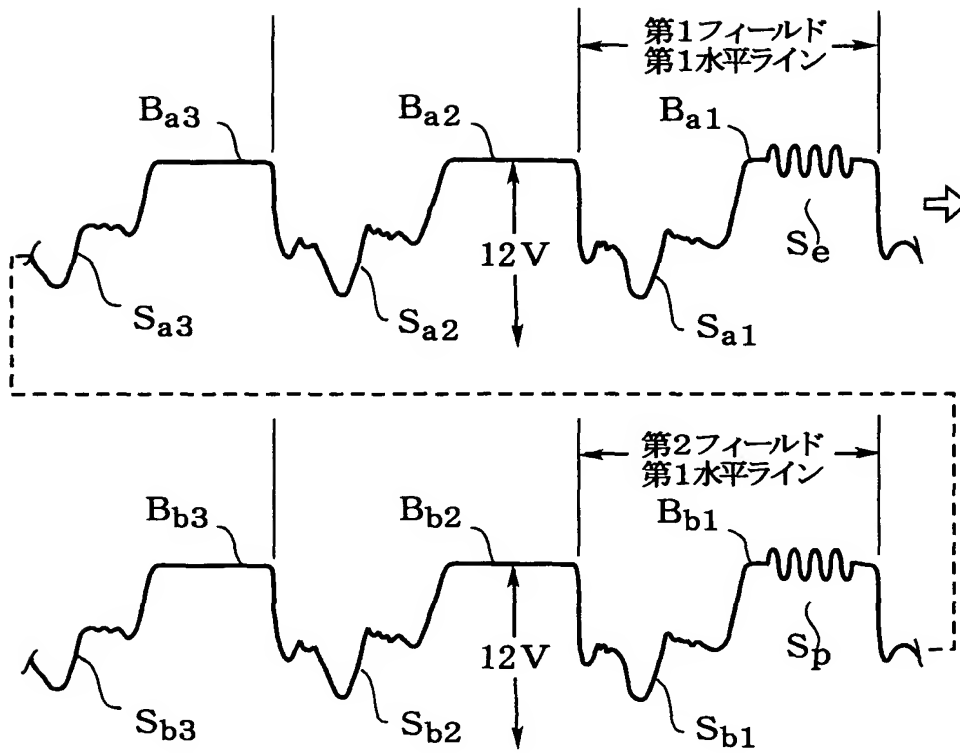 第1フィールド
第1水平ライン
Ba3
Ba2
Ba1
12V
Se
Sa3
Sa2
Sa1
第2フィールド
第1水平ライン
Bb3
Bb2
Bb1
12V
Sp
Sb3
Sb2
Sb1